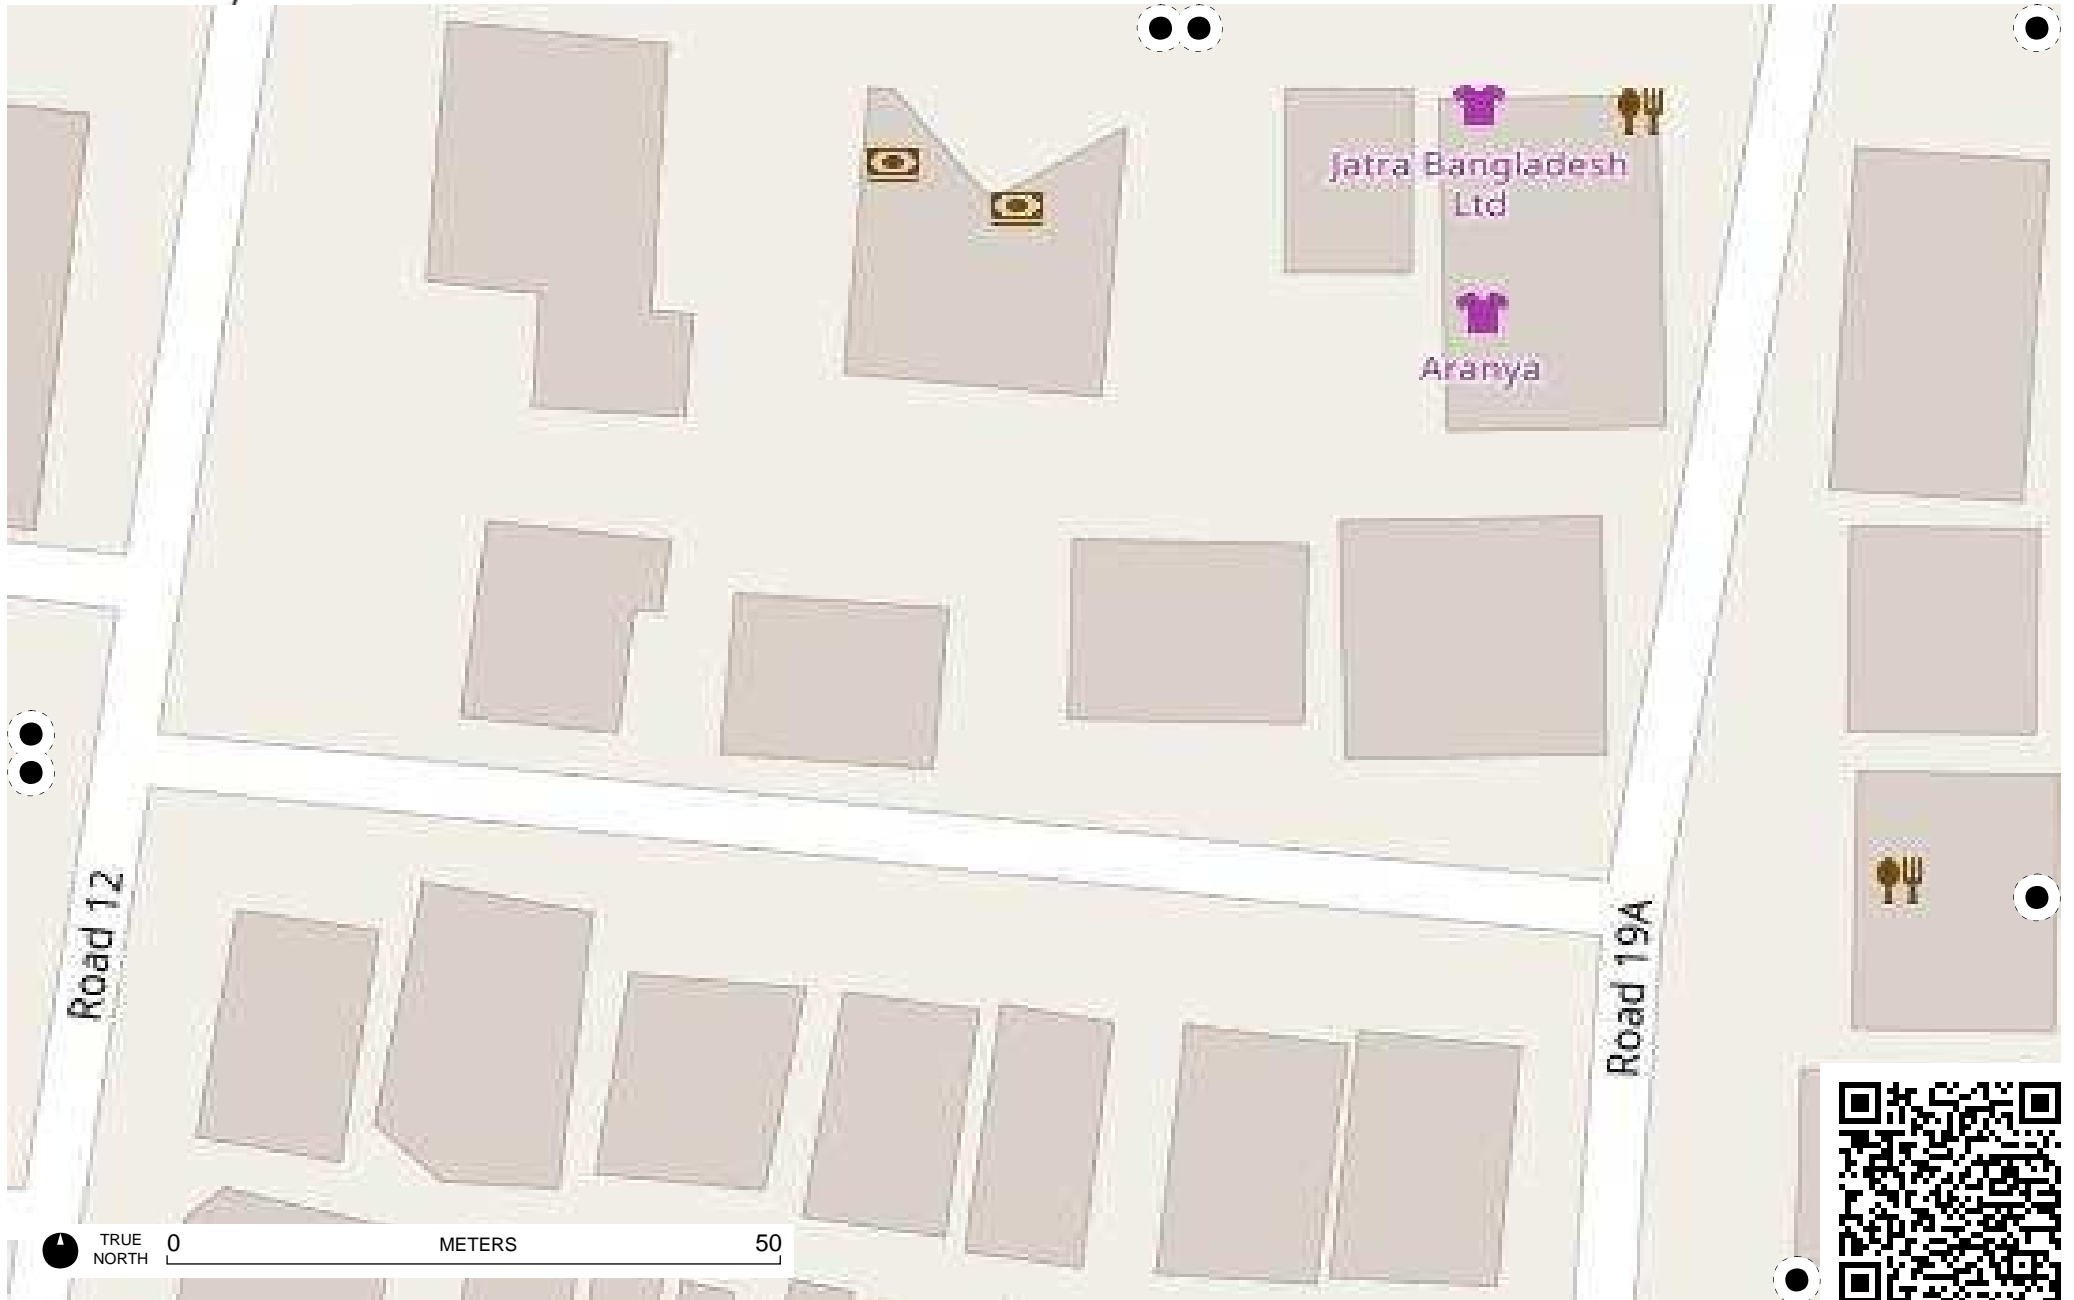 Jatra Bangladesh
Ltd
Aranya
Road 12
Road 19A
TRUE
NORTH
0
METERS
50